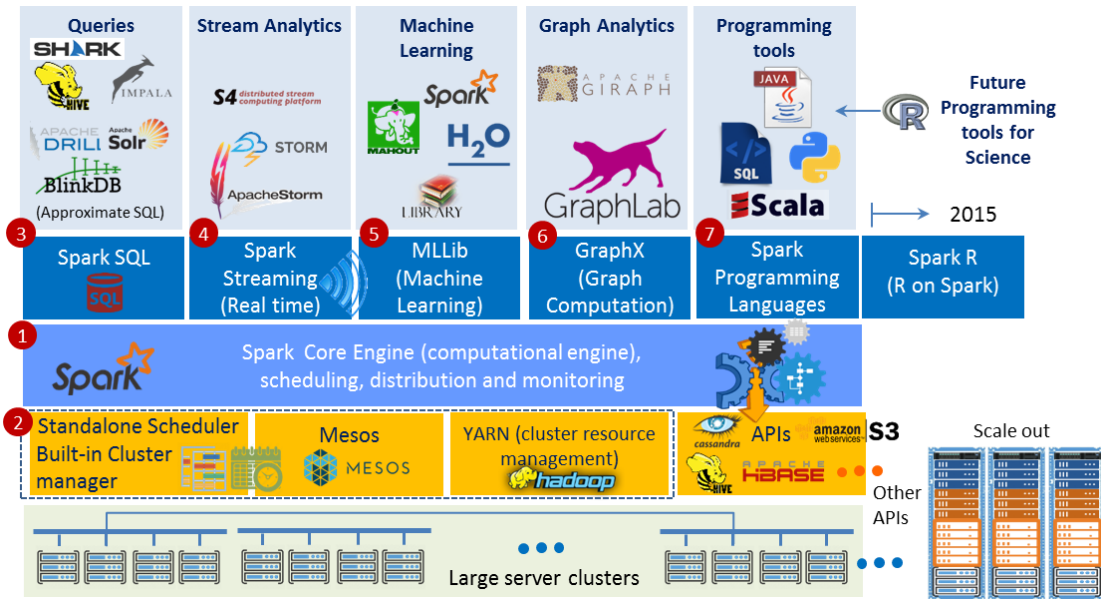 Queries
SHARK
HIVE
IMPALA
APACHE
DRILL
Apache
Solr
BlinkDB
(Approximate SQL)
Stream Analytics
S4 distributed stream
computing platform
STORM
ApacheStorm
Machine
Learning
Spark
MAHOUT
H2O
LIBRARY
Graph Analytics
APACHE
GIRAPH
GraphLab
Programming
tools
JAVA
</>
SQL
Scala
R
Future
Programming
tools for
Science
2015
3
Spark SQL
SQL
4
Spark
Streaming
(Real time)
5
MLLib
(Machine
Learning)
6
GraphX
(Graph
Computation)
7
Spark
Programming
Languages
Spark R
(R on Spark)
1
Spark
Spark Core Engine (computational engine),
scheduling, distribution and monitoring
2
Standalone Scheduler
Built-in Cluster
manager
Mesos
MESOS
YARN (cluster resource
management)
hadoop
cassandra
APIs
amazon
webservices™
S3
HIVE
APACHE
HBASE
Other
APIs
Scale out
Large server clusters